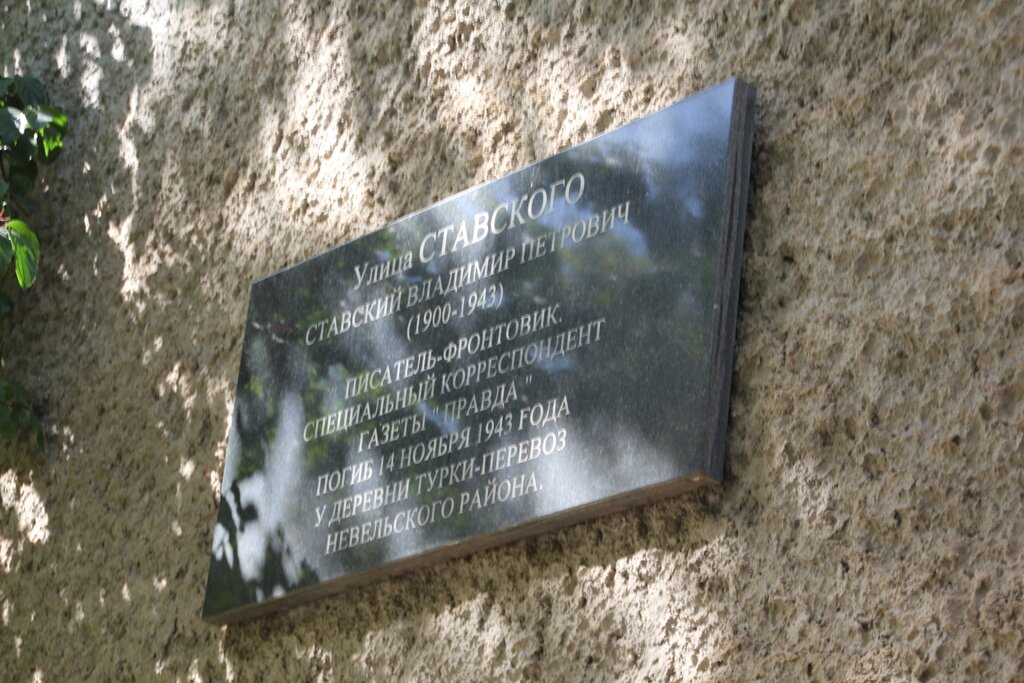 Улица СТАВСКОГО
СТАВСКИЙ ВЛАДИМИР ПЕТРОВИЧ
(1900-1943)
ПИСАТЕЛЬ-ФРОНТОВИК.
СПЕЦИАЛЬНЫЙ КОРРЕСПОНДЕНТ
ГАЗЕТЫ "ПРАВДА"
ПОГИБ 14 НОЯБРЯ 1943 ГОДА
У ДЕРЕВНИ ТУРКИ-ПЕРЕВОЗ
НЕВЕЛЬСКОГО РАЙОНА.